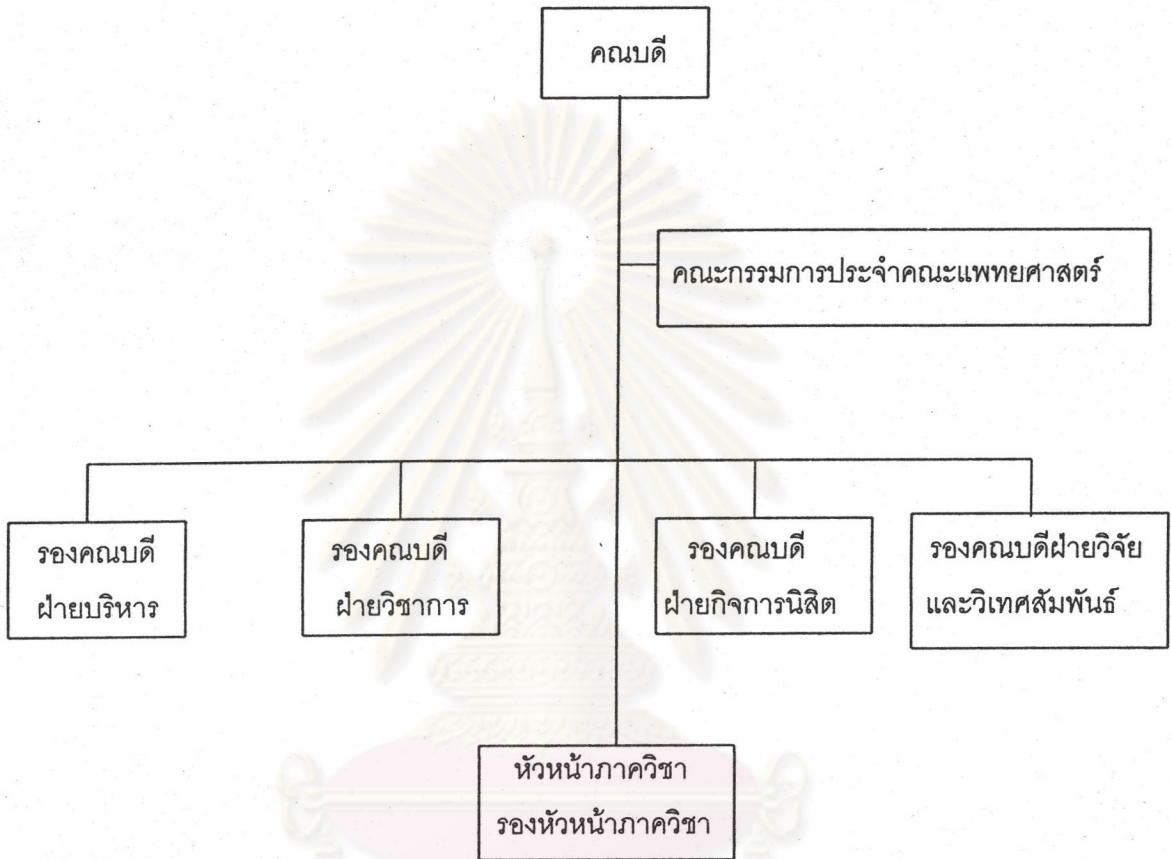 คณบดี
คณะกรรมการประจำคณะแพทยศาสตร์
รองคณบดี
ฝ่ายบริหาร
รองคณบดี
ฝ่ายวิชาการ
รองคณบดี
ฝ่ายกิจการนิสิต
รองคณบดีฝ่ายวิจัย
และวิเทศสัมพันธ์
หัวหน้าภาควิชา
รองหัวหน้าภาควิชา